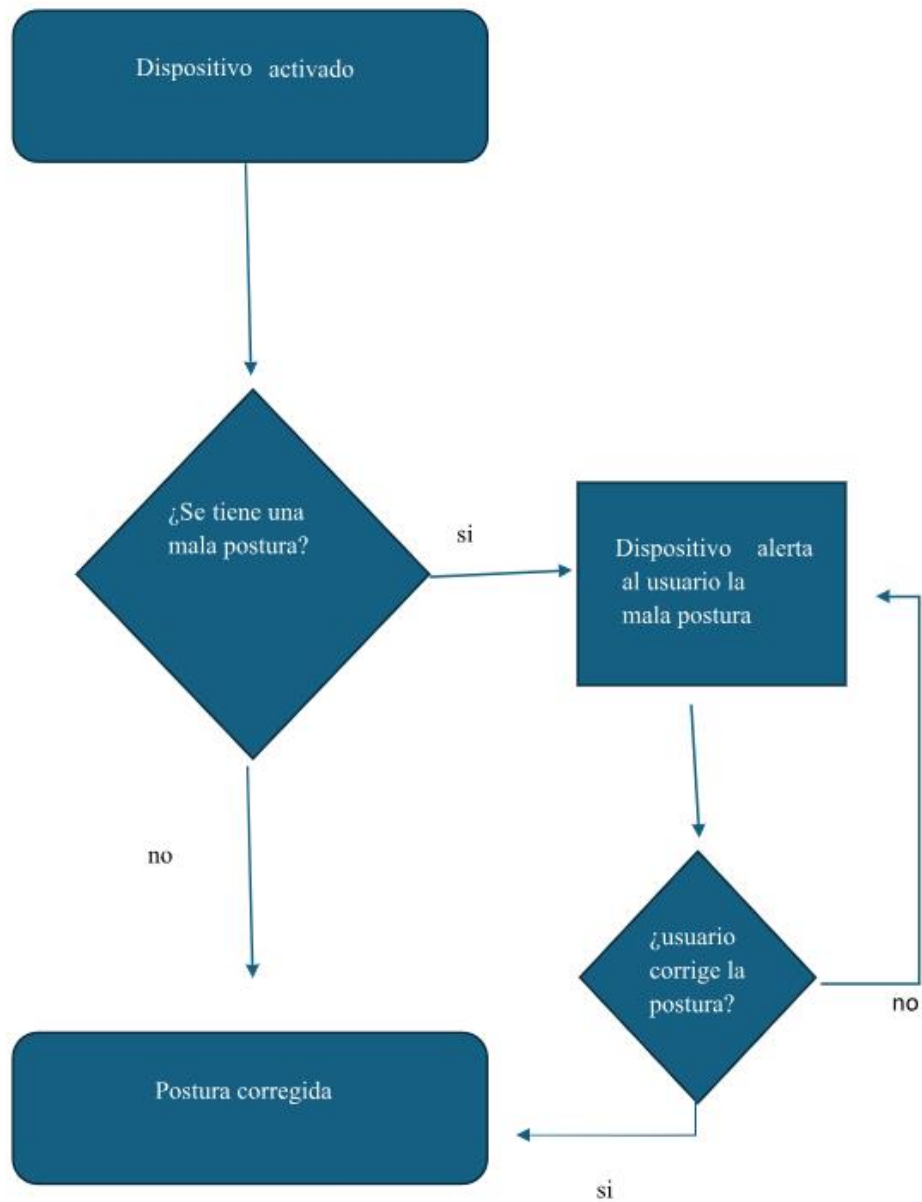 Dispositivo activado
¿Se tiene una
mala postura?
si
Dispositivo alerta
al usuario la
mala postura
no
¿usuario
corrige la
postura?
no
Postura corregida
si